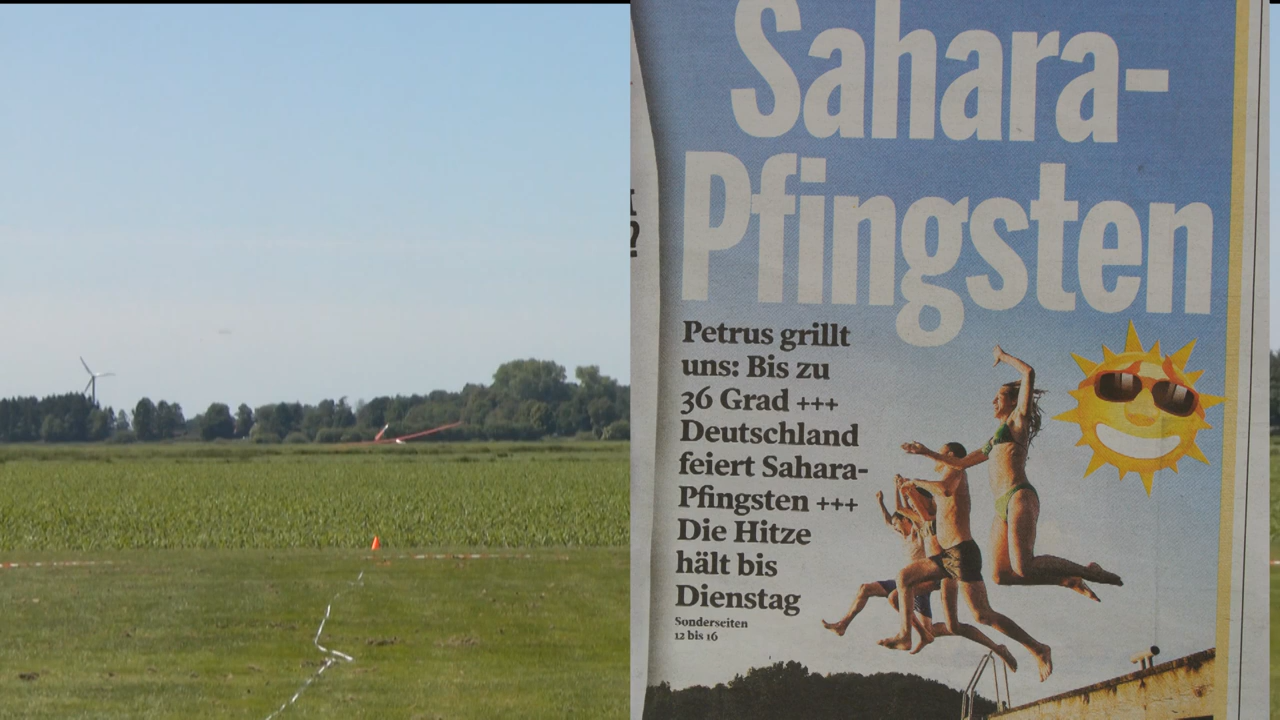 Sahara-
Pfingsten
Petrus grillt
uns: Bis zu
36 Grad +++
Deutschland
feiert Sahara-
Pfingsten +++
Die Hitze
hält bis
Dienstag
Sonderseiten
12 bis 16